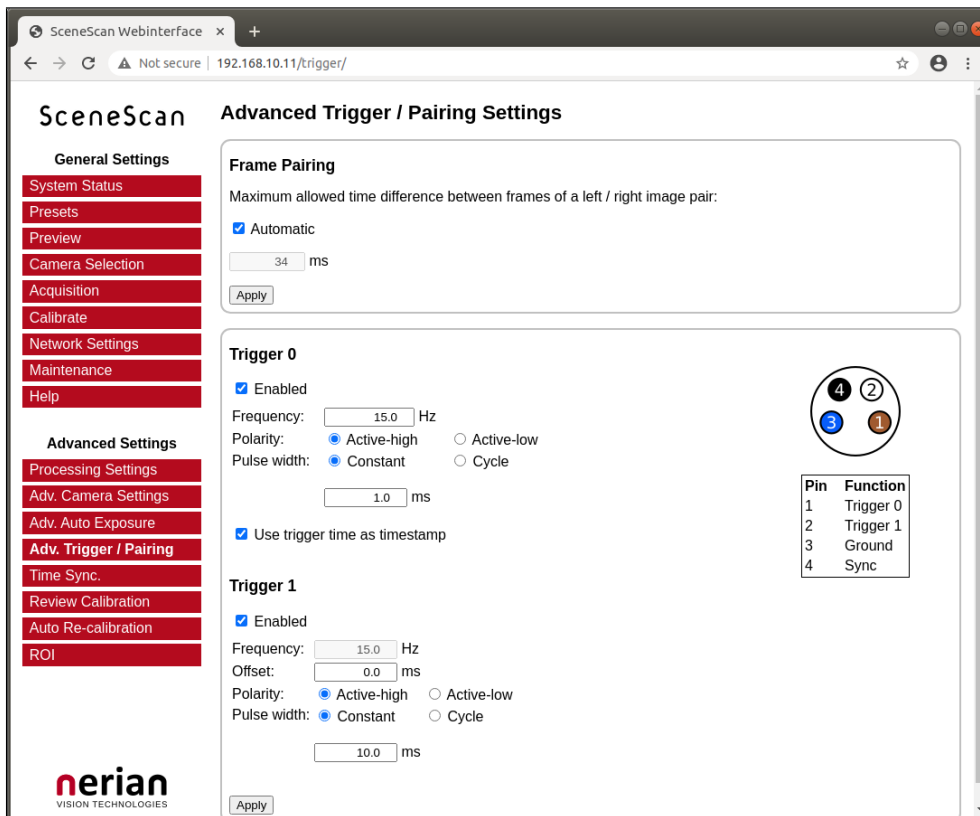 SceneScan Webinterface × +
Not secure | 192.168.10.11/trigger/
SceneScan
General Settings
System Status
Presets
Preview
Camera Selection
Acquisition
Calibrate
Network Settings
Maintenance
Help
Advanced Settings
Processing Settings
Adv. Camera Settings
Adv. Auto Exposure
Adv. Trigger / Pairing
Time Sync.
Review Calibration
Auto Re-calibration
ROI
nerian
VISION TECHNOLOGIES
Advanced Trigger / Pairing Settings
Frame Pairing
Maximum allowed time difference between frames of a left / right image pair:
Automatic
34 ms
Apply
Trigger 0
Enabled
Frequency: 15.0 Hz
Polarity: Active-high Active-low
Pulse width: Constant Cycle
1.0 ms
Use trigger time as timestamp
4 2
3 1
Pin Function
1 Trigger 0
2 Trigger 1
3 Ground
4 Sync
Trigger 1
Enabled
Frequency: 15.0 Hz
Offset: 0.0 ms
Polarity: Active-high Active-low
Pulse width: Constant Cycle
10.0 ms
Apply